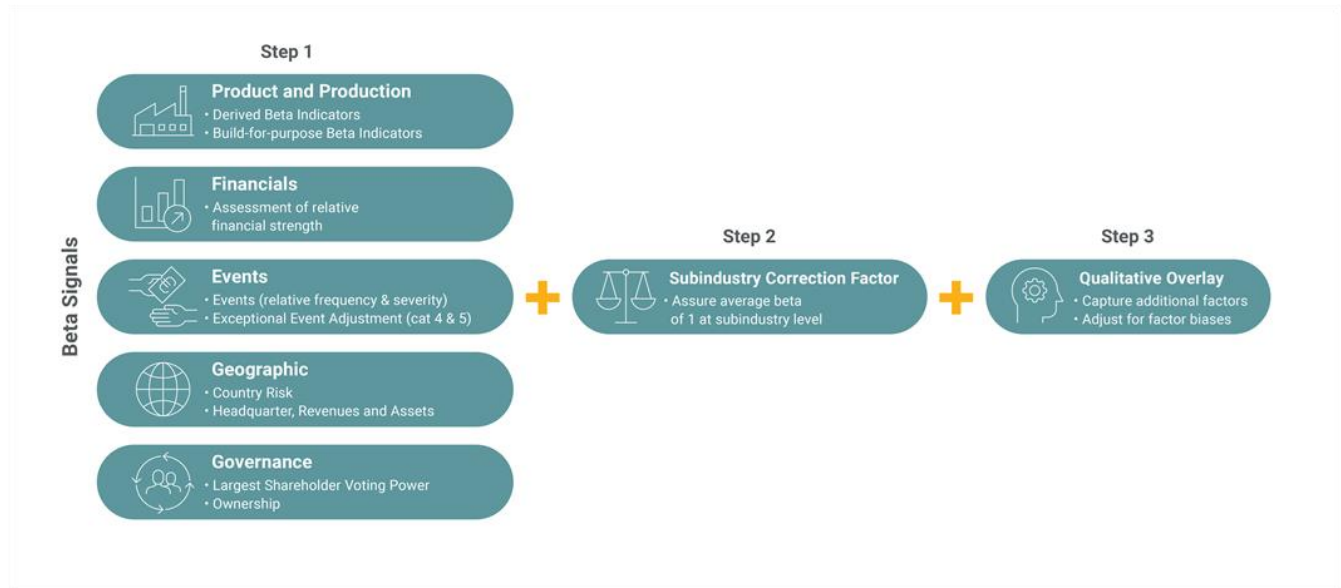 Step 1
Beta Signals
Product and Production
• Derived Beta Indicators
• Build-for-purpose Beta Indicators
Financials
• Assessment of relative
financial strength
Events
• Events (relative frequency & severity)
• Exceptional Event Adjustment (cat 4 & 5)
Geographic
• Country Risk
• Headquarter, Revenues and Assets
Governance
• Largest Shareholder Voting Power
• Ownership
Step 2
Subindustry Correction Factor
• Assure average beta
of 1 at subindustry level
Step 3
Qualitative Overlay
• Capture additional factors
• Adjust for factor biases